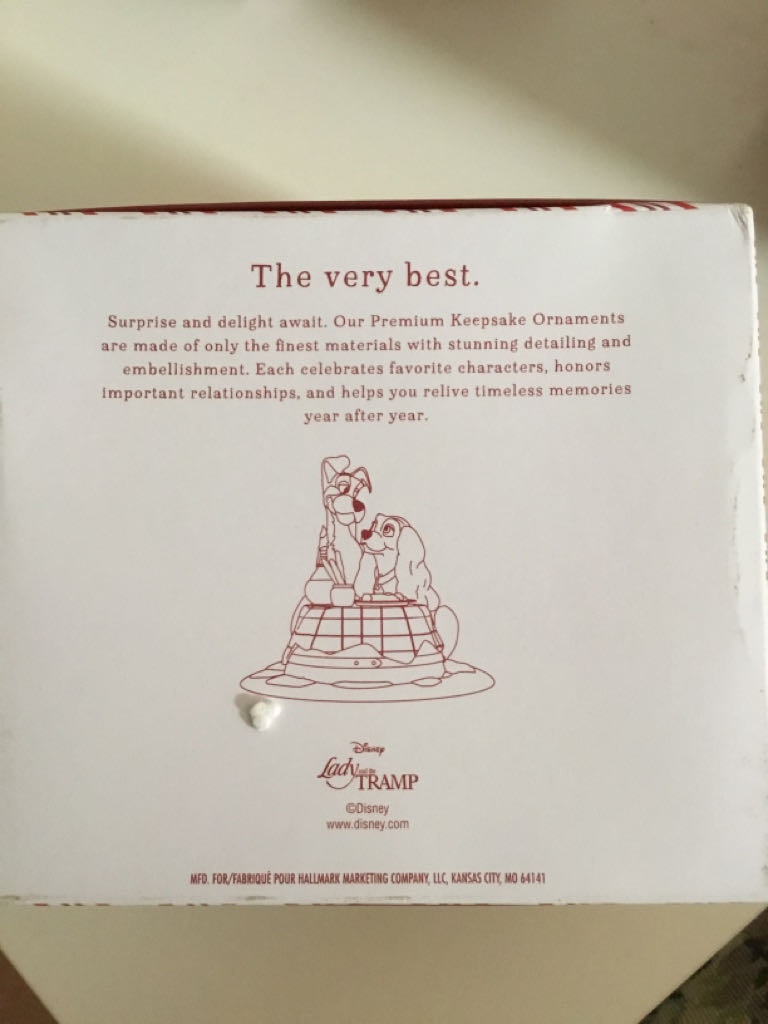 The very best.
Surprise and delight await. Our Premium Keepsake Ornaments
are made of only the finest materials with stunning detailing and
embellishment. Each celebrates favorite characters, honors
important relationships, and helps you relive timeless memories
year after year.
Disney
Lady and the
TRAMP
©Disney
www.disney.com
MFD. FOR/FABRIQUÉ POUR HALLMARK MARKETING COMPANY, LLC, KANSAS CITY, MO 64141